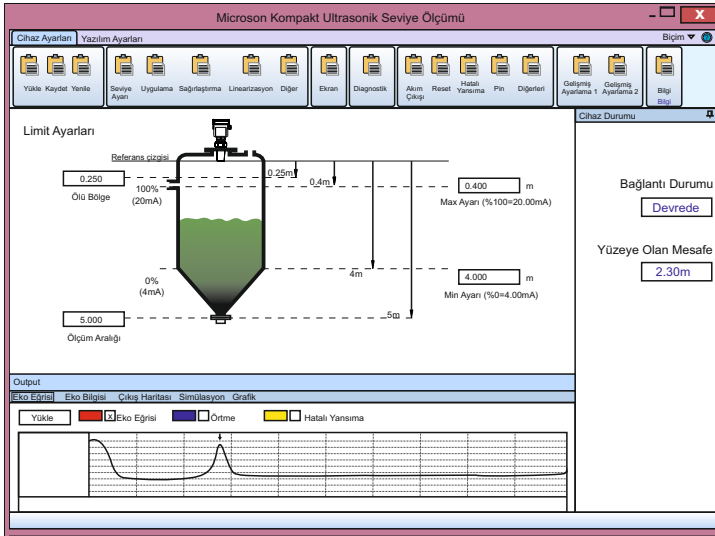 Microson Kompakt Ultrasonik Seviye Ölçümü
X
Cihaz Ayarları Yazılım Ayarları
Biçim
Yükle Kaydet Yenile
Seviye Ayarı
Uygulama Sağırlaştırma Linearizasyon Diğer
Ekran
Diagnostik
Akım Çıkışı
Reset
Hatalı Yansıma
Pin
Diğerleri
Gelişmiş Ayarlama 1
Gelişmiş Ayarlama 2
Bilgi
Bilgi
Cihaz Durumu
Limit Ayarları
Referans çizgisi
0.250
Ölü Bölge
100%
(20mA)
0.25m
0.4m
0.400 m
Max Ayarı (%100=20.00mA)
0%
(4mA)
4m
4.000 m
Min Ayarı (%0=4.00mA)
5.000
Ölçüm Aralığı
5m
Bağlantı Durumu
Devrede
Yüzeye Olan Mesafe
2.30m
Output
Eko Eğrisi Eko Bilgisi Çıkış Haritası Simülasyon Grafik
Yükle
X Eko Eğrisi
Örtme
Hatalı Yansıma